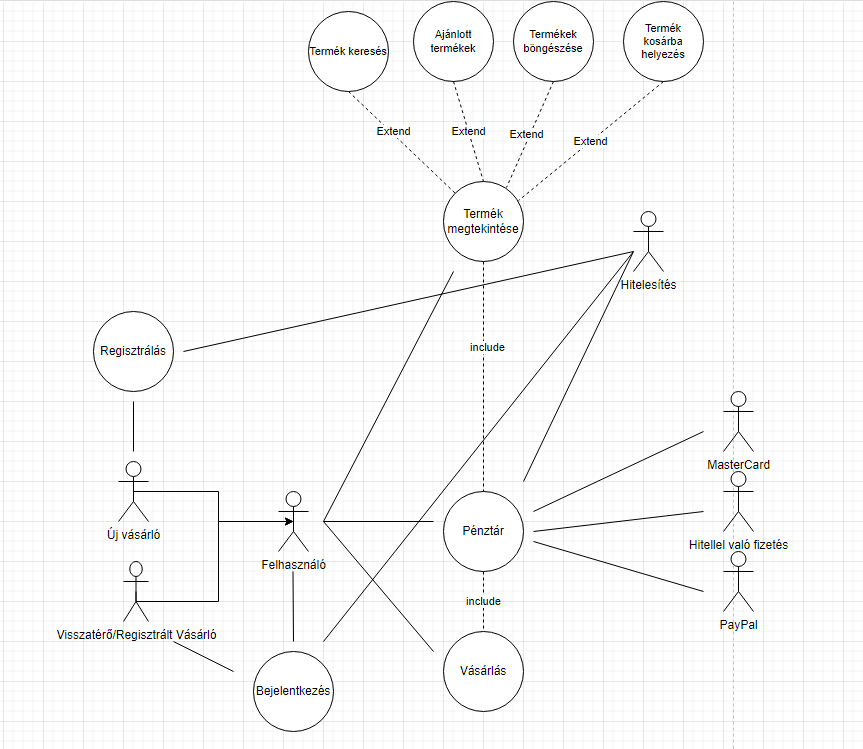 Termék keresés
Ajánlott
termékek
Termékek
böngészése
Termék
kosárba
helyezés
Extend
Extend
Extend
Extend
Termék
megtekintése
Hitelesítés
include
Regisztrálás
MasterCard
Új vásárló
Felhasználó
Pénztár
Hitellel való fizetés
include
PayPal
Visszatérő/Regisztrált Vásárló
Bejelentkezés
Vásárlás